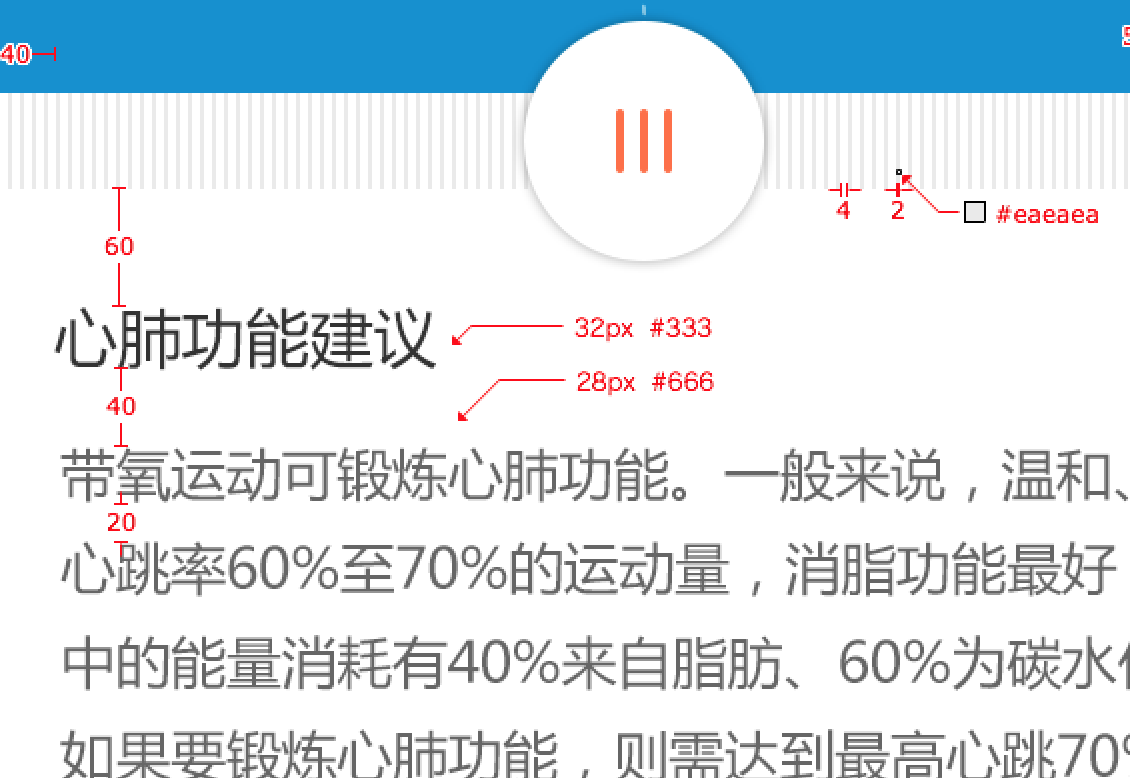 40
4
2
#eaeaea
60
心肺功能建议
32px #333
28px #666
40
带氧运动可锻炼心肺功能。一般来说，温和、
20
心跳率60%至70%的运动量，消脂功能最好
中的能量消耗有40%来自脂肪、60%为碳水
如果要锻炼心肺功能，则需达到最高心跳70%